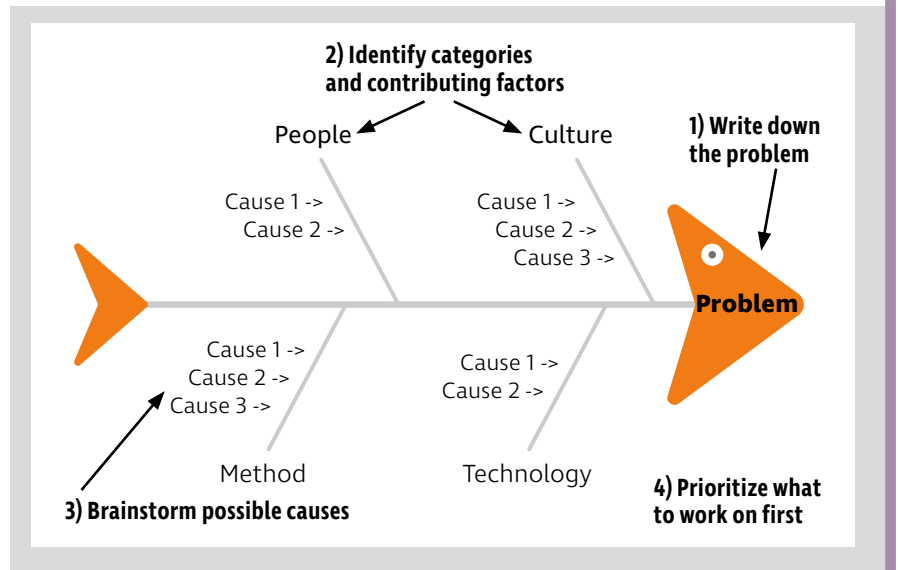 2) Identify categories
and contributing factors
People
Culture
1) Write down
the problem
Cause 1 ->
Cause 2 ->
Cause 1 ->
Cause 2 ->
Cause 3 ->
Problem
Cause 1 ->
Cause 2 ->
Cause 3 ->
Cause 1 ->
Cause 2 ->
Method
Technology
3) Brainstorm possible causes
4) Prioritize what
to work on first